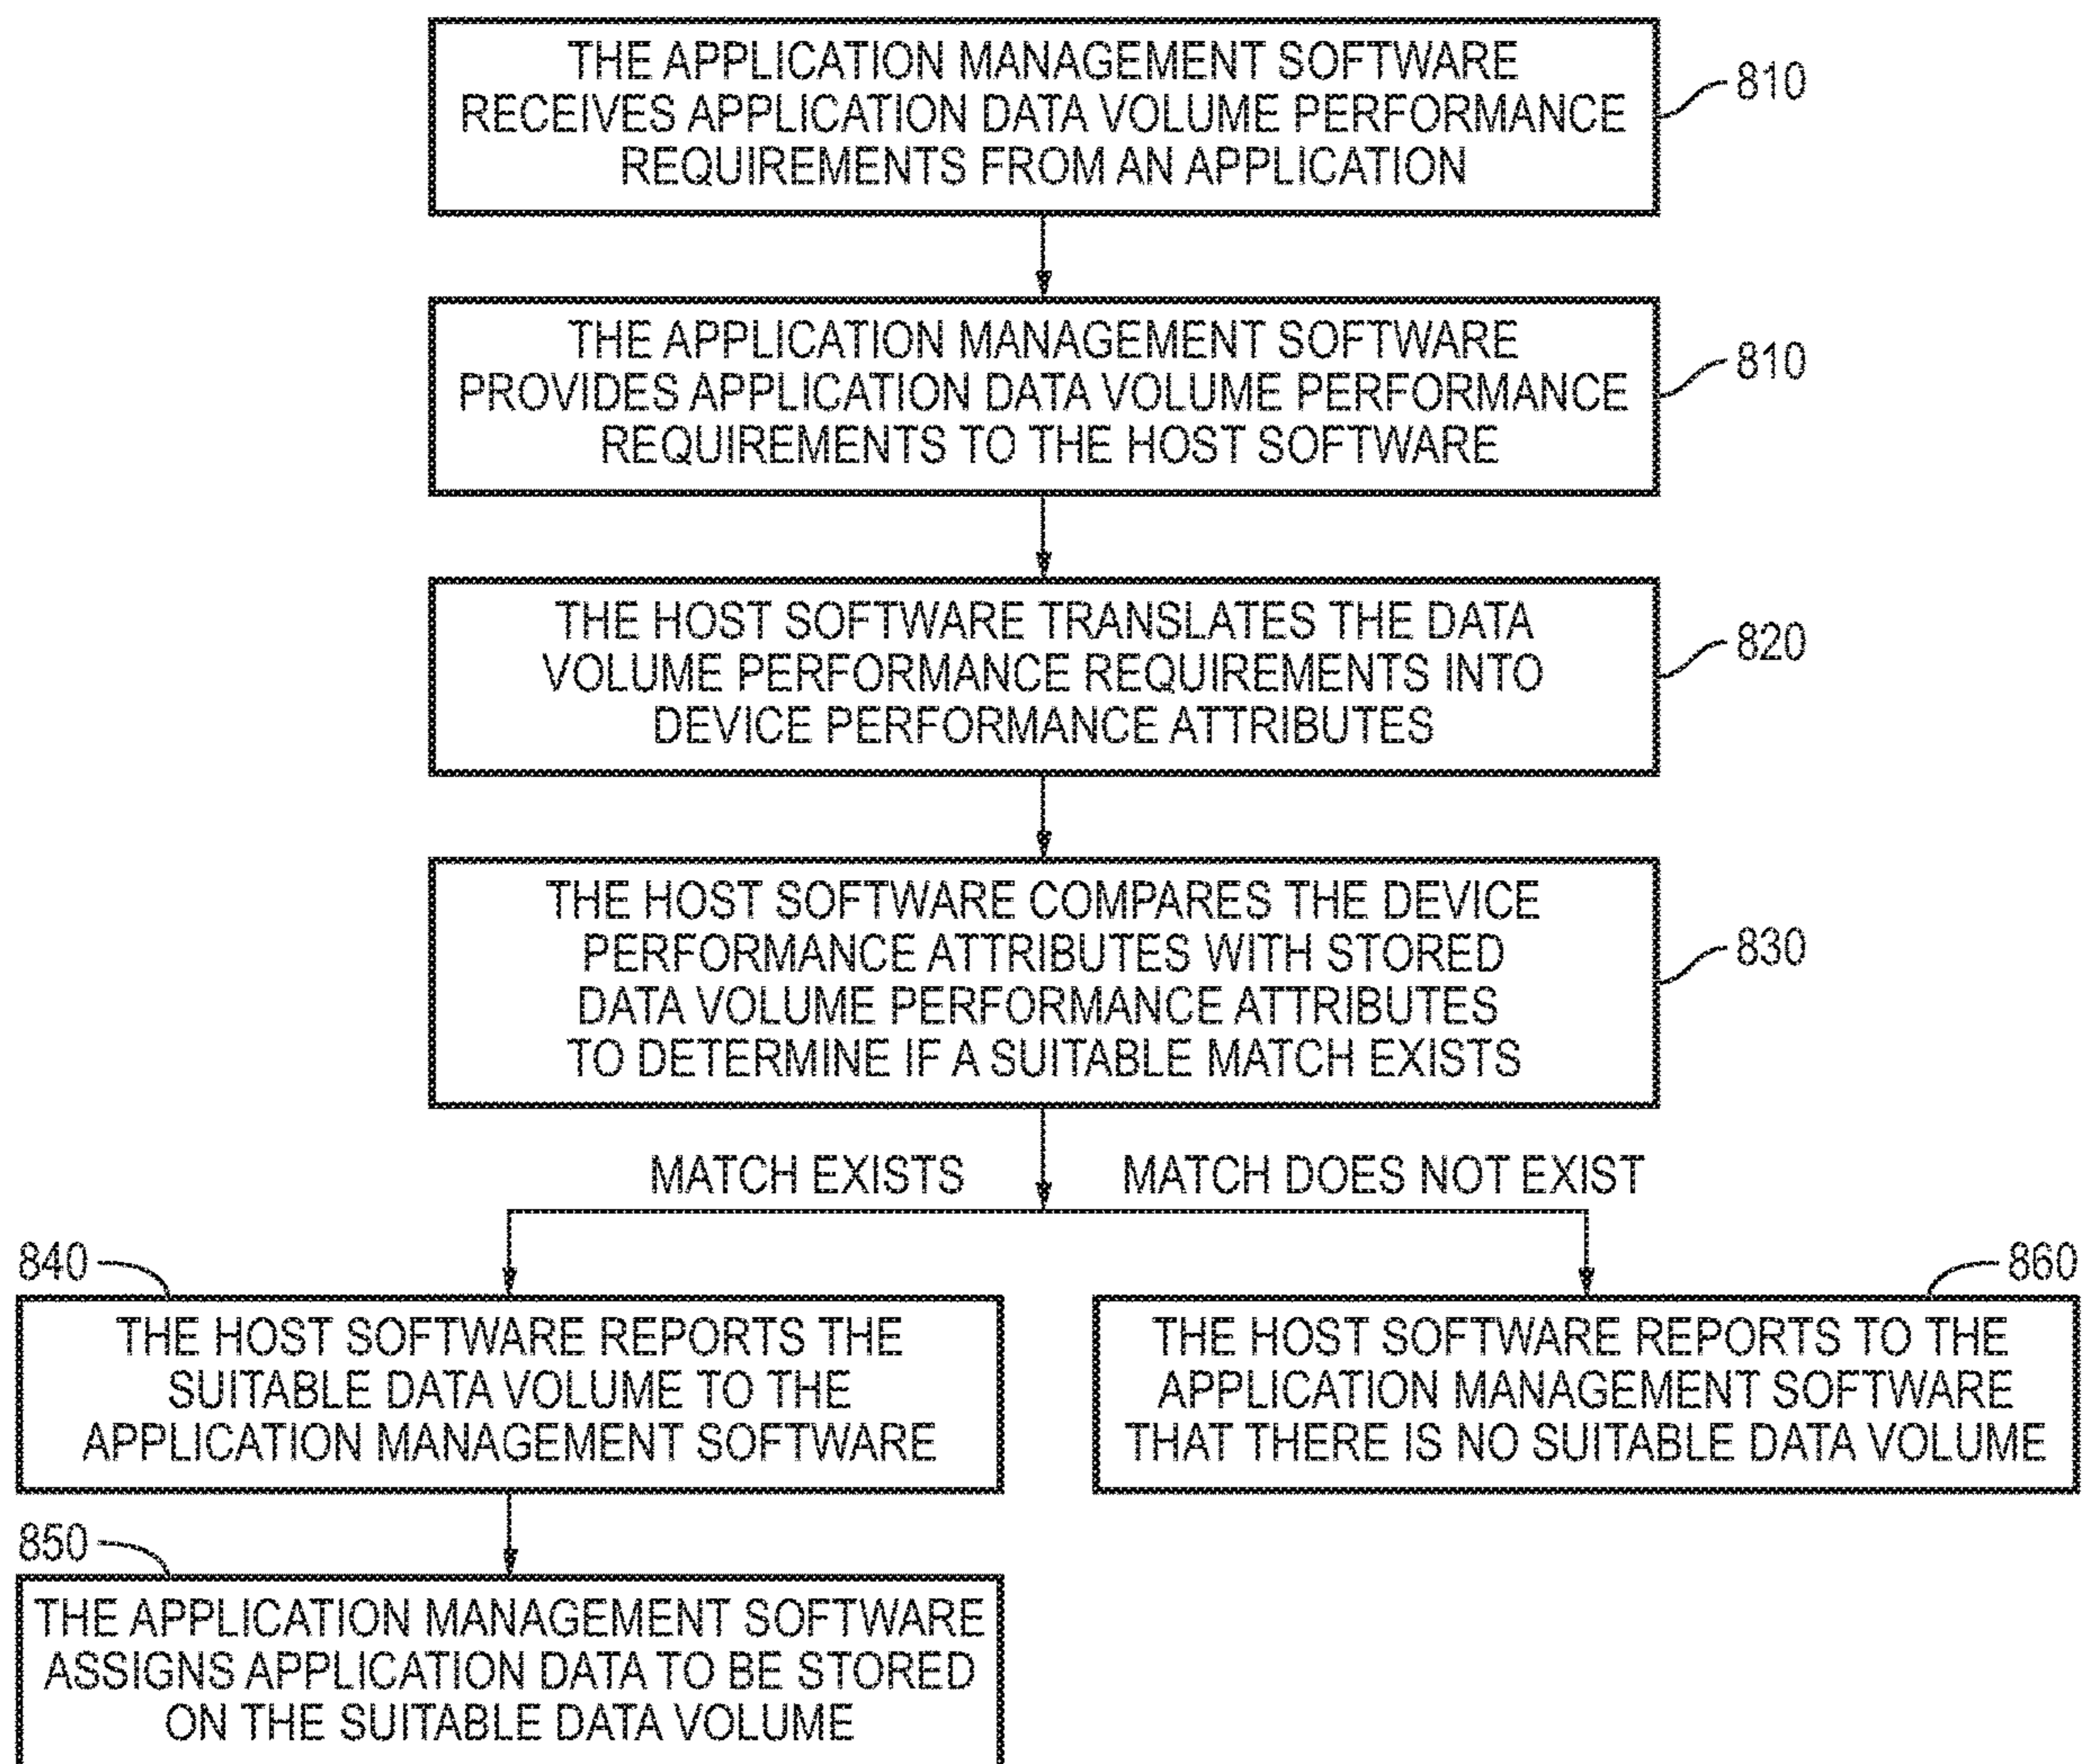 THE APPLICATION MANAGEMENT SOFTWARE
RECEIVES APPLICATION DATA VOLUME PERFORMANCE
REQUIREMENTS FROM AN APPLICATION
810
THE APPLICATION MANAGEMENT SOFTWARE
PROVIDES APPLICATION DATA VOLUME PERFORMANCE
REQUIREMENTS TO THE HOST SOFTWARE
810
THE HOST SOFTWARE TRANSLATES THE DATA
VOLUME PERFORMANCE REQUIREMENTS INTO
DEVICE PERFORMANCE ATTRIBUTES
820
THE HOST SOFTWARE COMPARES THE DEVICE
PERFORMANCE ATTRIBUTES WITH STORED
DATA VOLUME PERFORMANCE ATTRIBUTES
TO DETERMINE IF A SUITABLE MATCH EXISTS
830
MATCH EXISTS
MATCH DOES NOT EXIST
840
THE HOST SOFTWARE REPORTS THE
SUITABLE DATA VOLUME TO THE
APPLICATION MANAGEMENT SOFTWARE
860
THE HOST SOFTWARE REPORTS TO THE
APPLICATION MANAGEMENT SOFTWARE
THAT THERE IS NO SUITABLE DATA VOLUME
850
THE APPLICATION MANAGEMENT SOFTWARE
ASSIGNS APPLICATION DATA TO BE STORED
ON THE SUITABLE DATA VOLUME